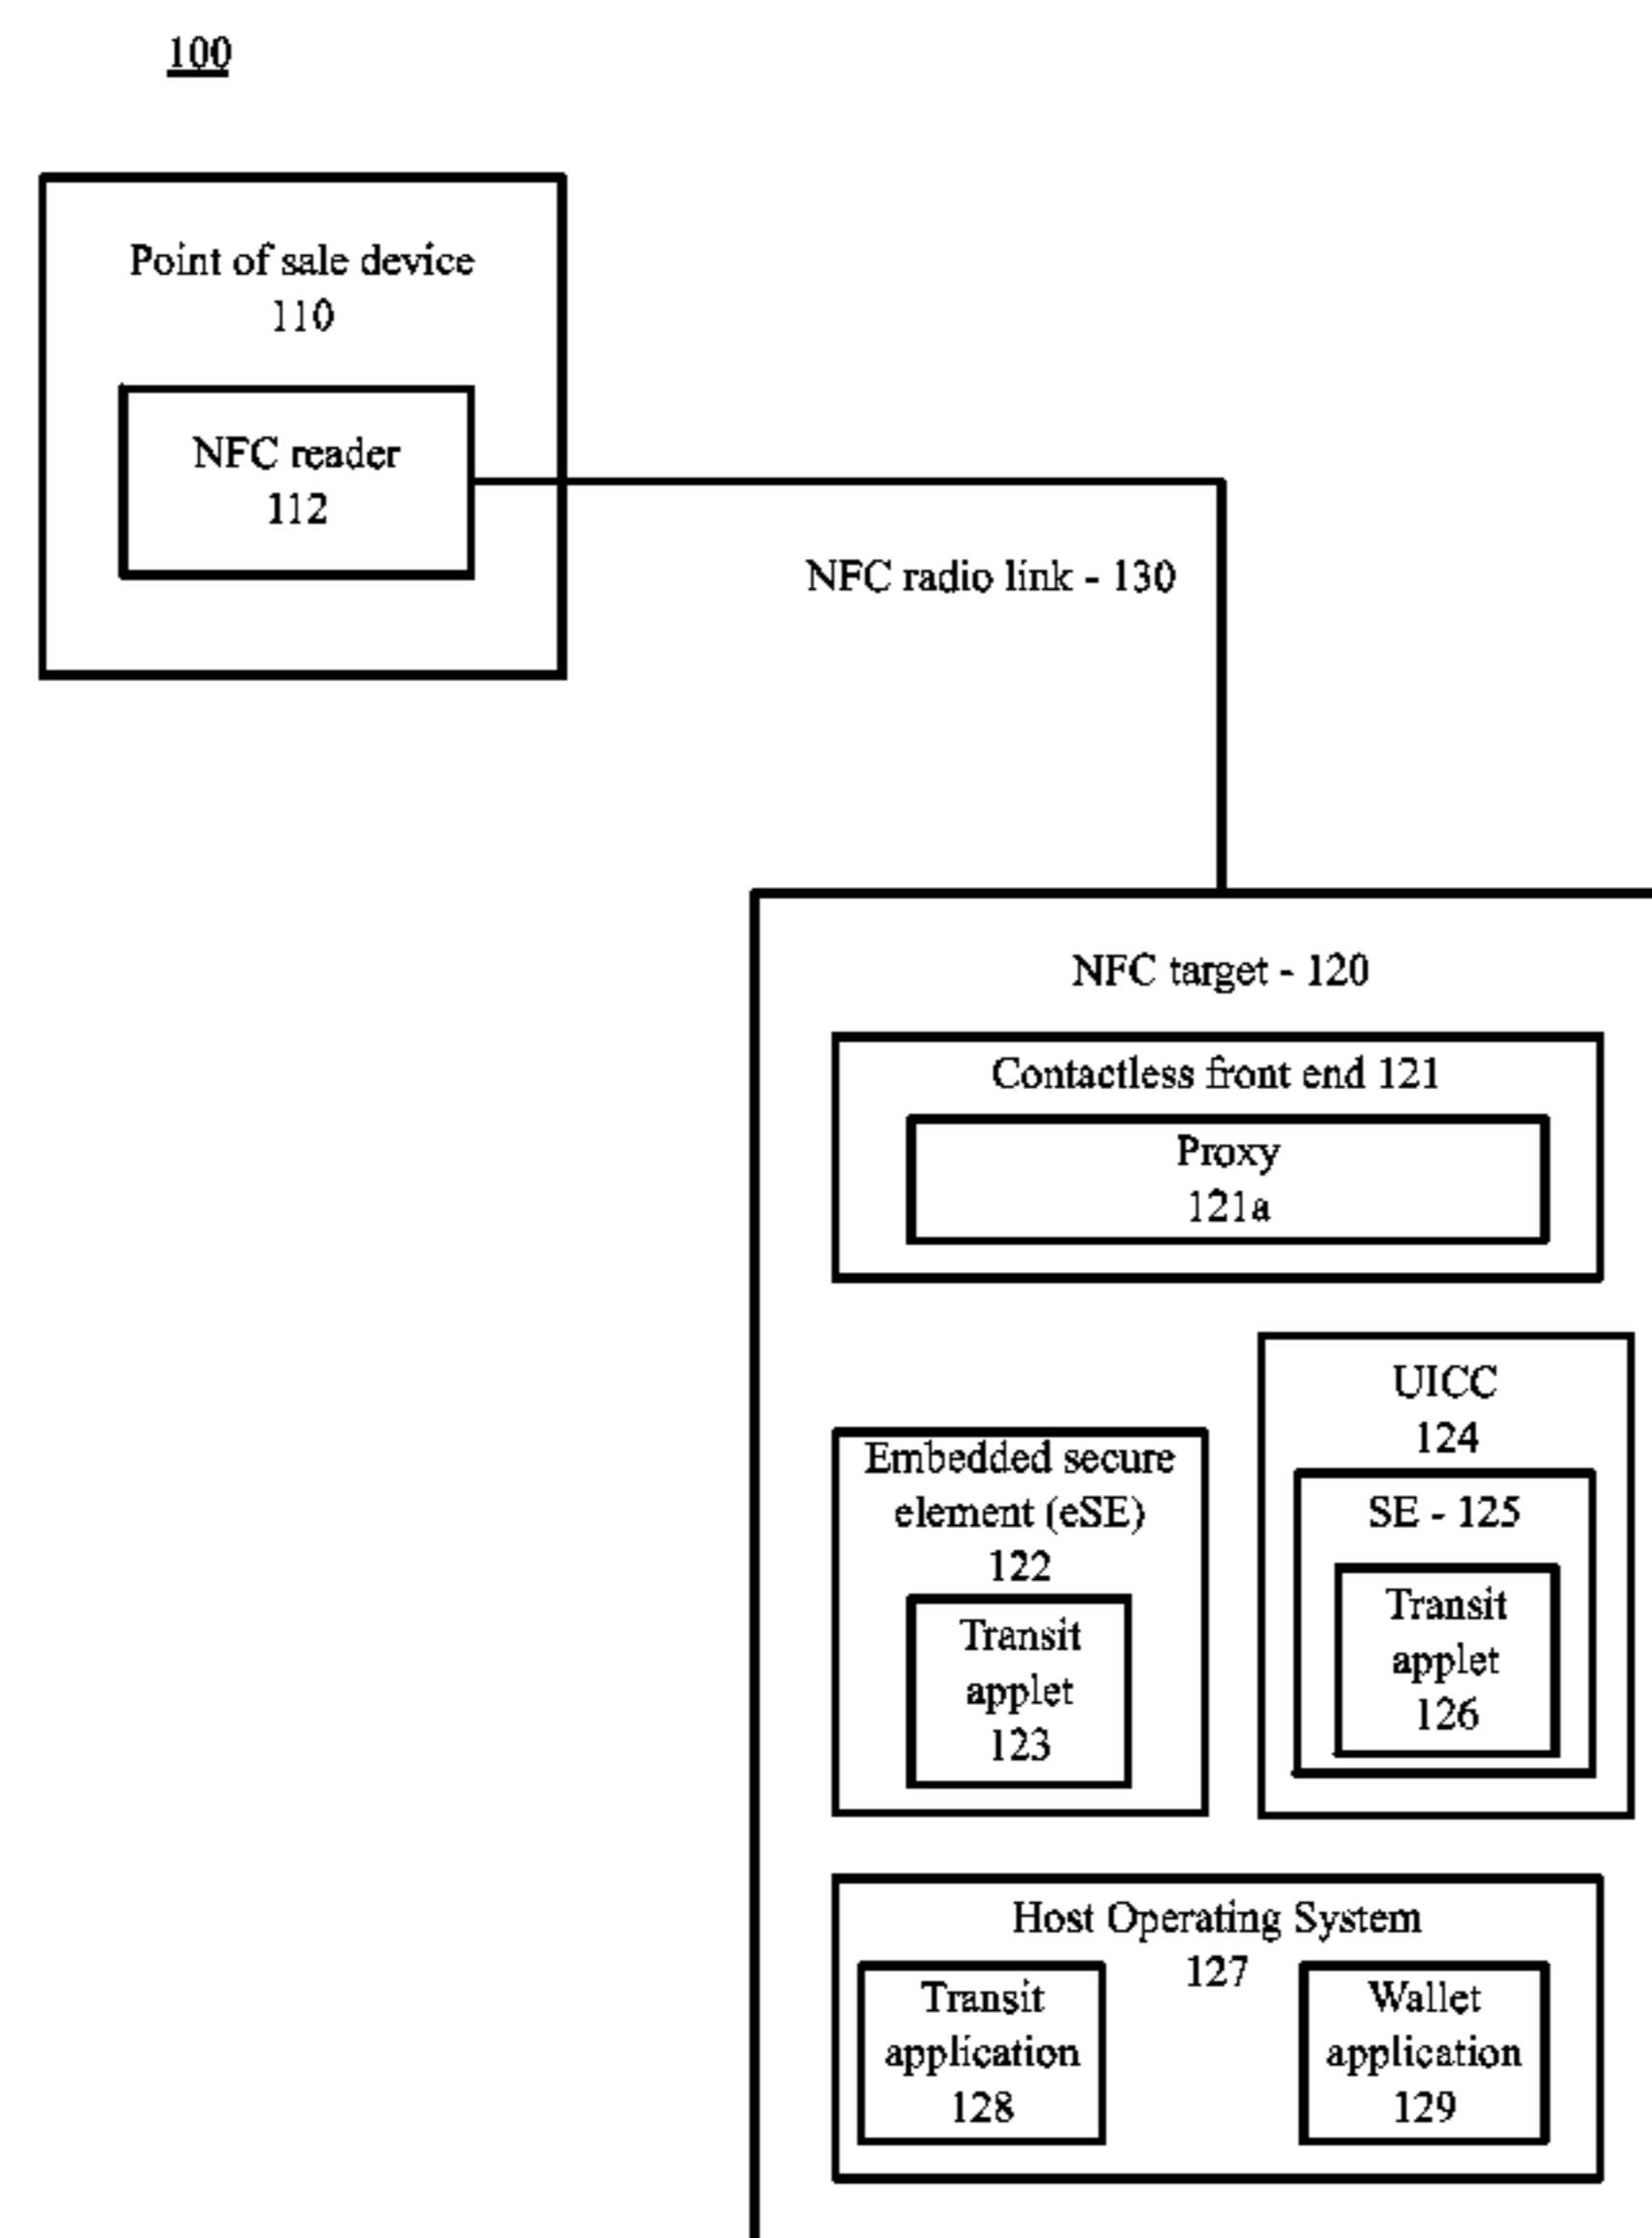 100
Point of sale device
110
NFC reader
112
NFC radio link - 130
NFC target - 120
Contactless front end 121
Proxy
121a
Embedded secure
element (eSE)
122
Transit
applet
123
UICC
124
SE - 125
Transit
applet
126
Host Operating System
127
Transit
application
128
Wallet
application
129